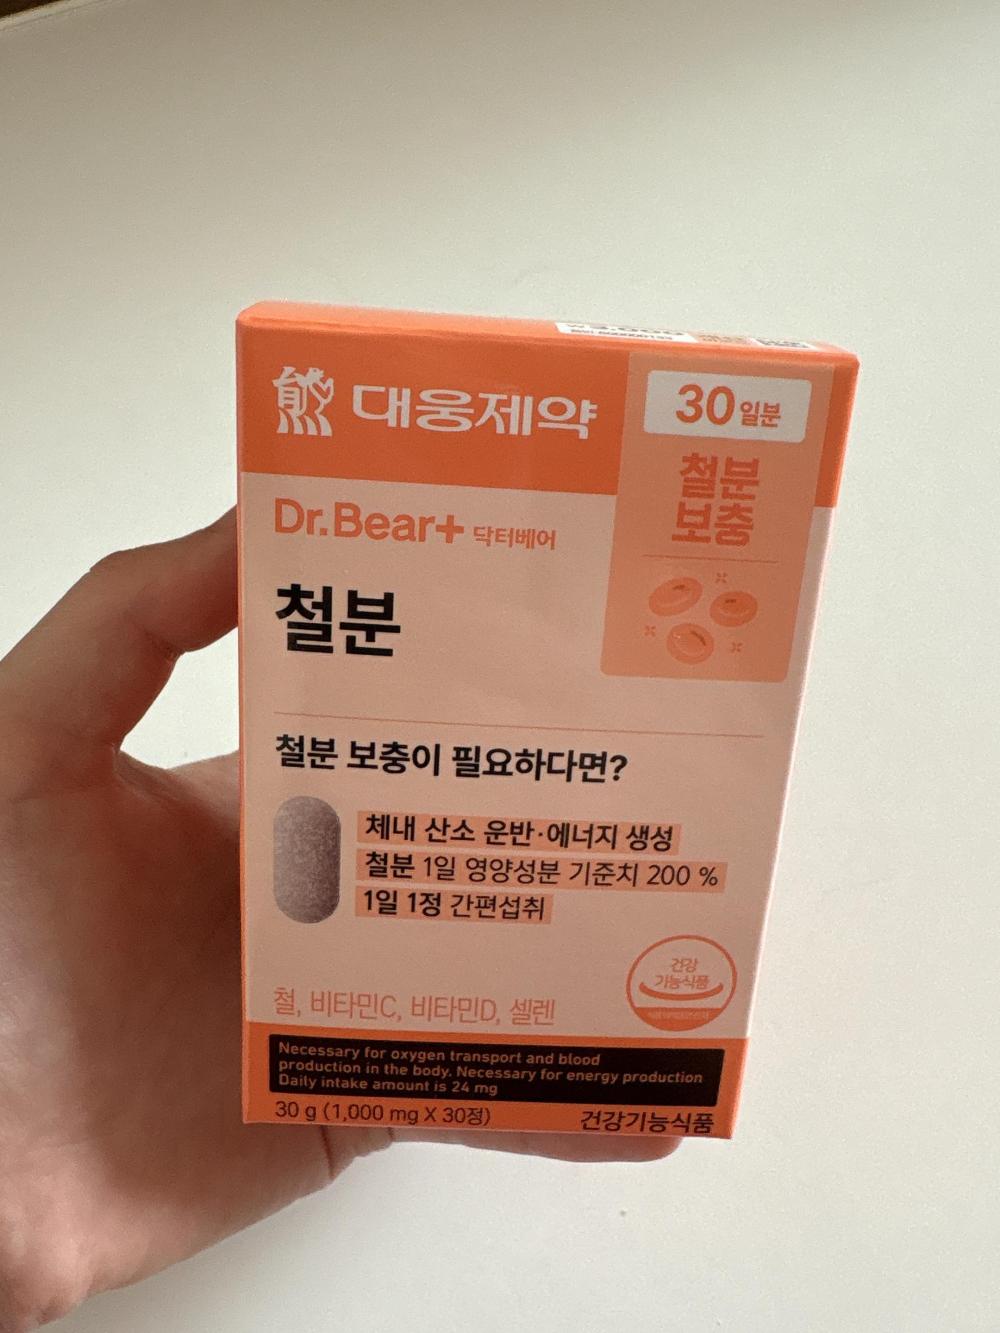 대웅제약
30일분
철분
보충
Dr.Bear+ 닥터베어
철분
철분 보충이 필요하다면?
체내 산소 운반·에너지 생성
철분 1일 영양성분 기준치 200 %
1일 1정 간편섭취
건강
기능식품
철, 비타민C, 비타민D, 셀렌
Necessary for oxygen transport and blood
production in the body. Necessary for energy production
Daily intake amount is 24 mg
30 g (1,000 mg X 30정)
건강기능식품